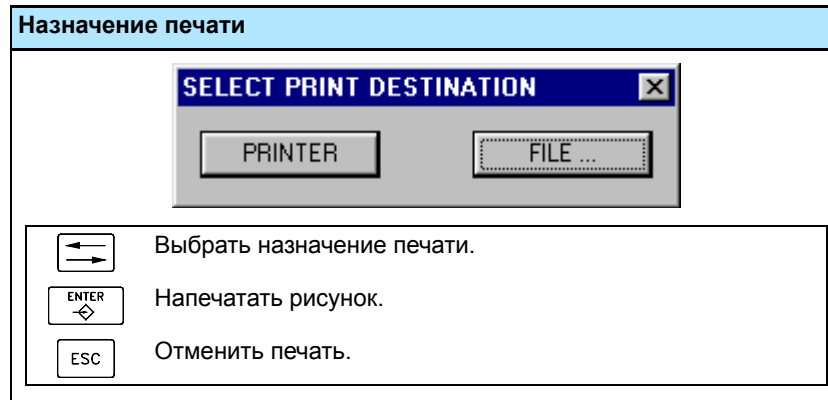 Назначение печати
SELECT PRINT DESTINATION
PRINTER
FILE ...
Выбрать назначение печати.
ENTER
Напечатать рисунок.
ESC
Отменить печать.